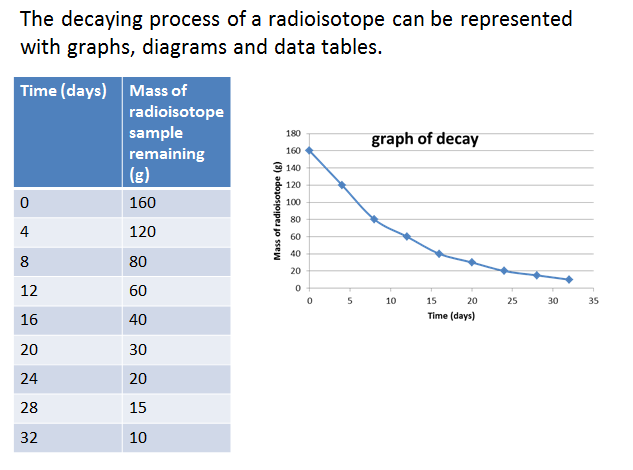 The decaying process of a radioisotope can be represented
with graphs, diagrams and data tables.
Time (days) Mass of
radioisotope
sample
remaining
(g)
0 160
4 120
8 80
12 60
16 40
20 30
24 20
28 15
32 10
graph of decay
Mass of radioisotope (g)
180
160
140
120
100
80
60
40
20
0
0 5 10 15 20 25 30 35
Time (days)